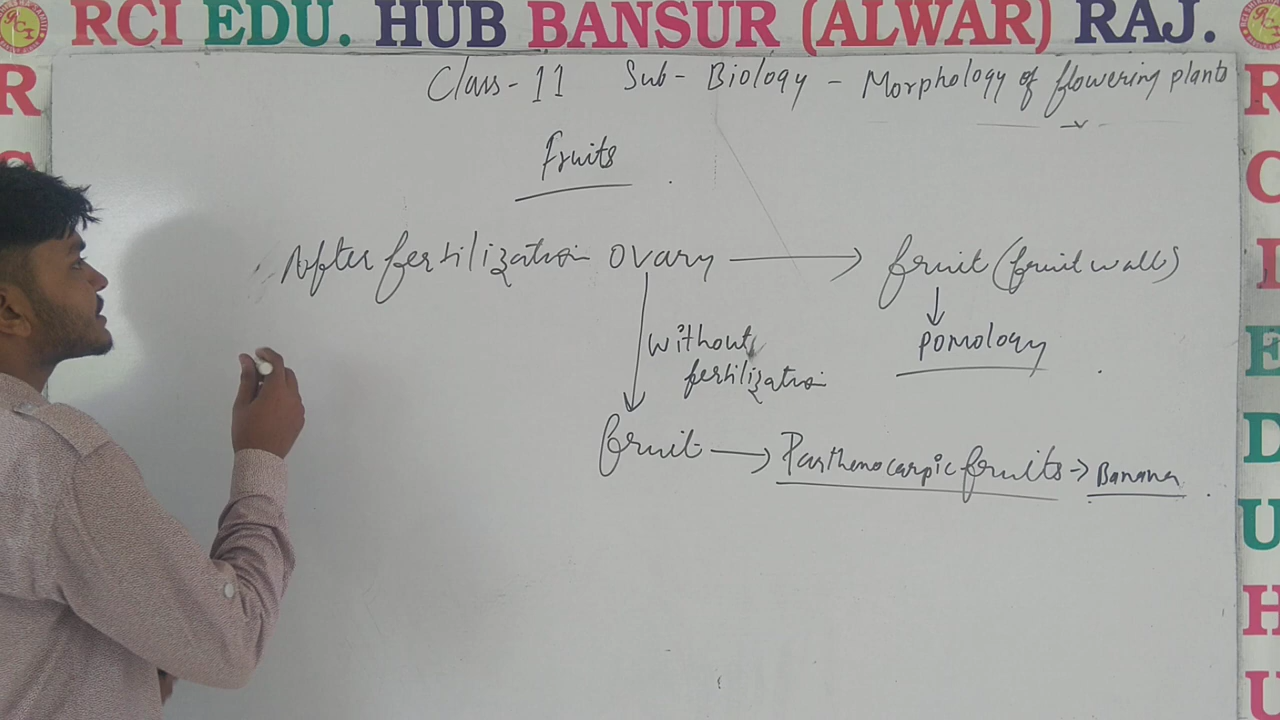 RCI EDU. HUB BANSUR (ALWAR) RAJ.
Class-11 Sub-Biology - Morphology of flowering plants
Fruits
After fertilization ovary → fruit (fruit wall)
↓
Pomology
without
fertilization
fruit → Parthenocarpic fruits → Banana
R
R
C
I
E
D
U
H
U